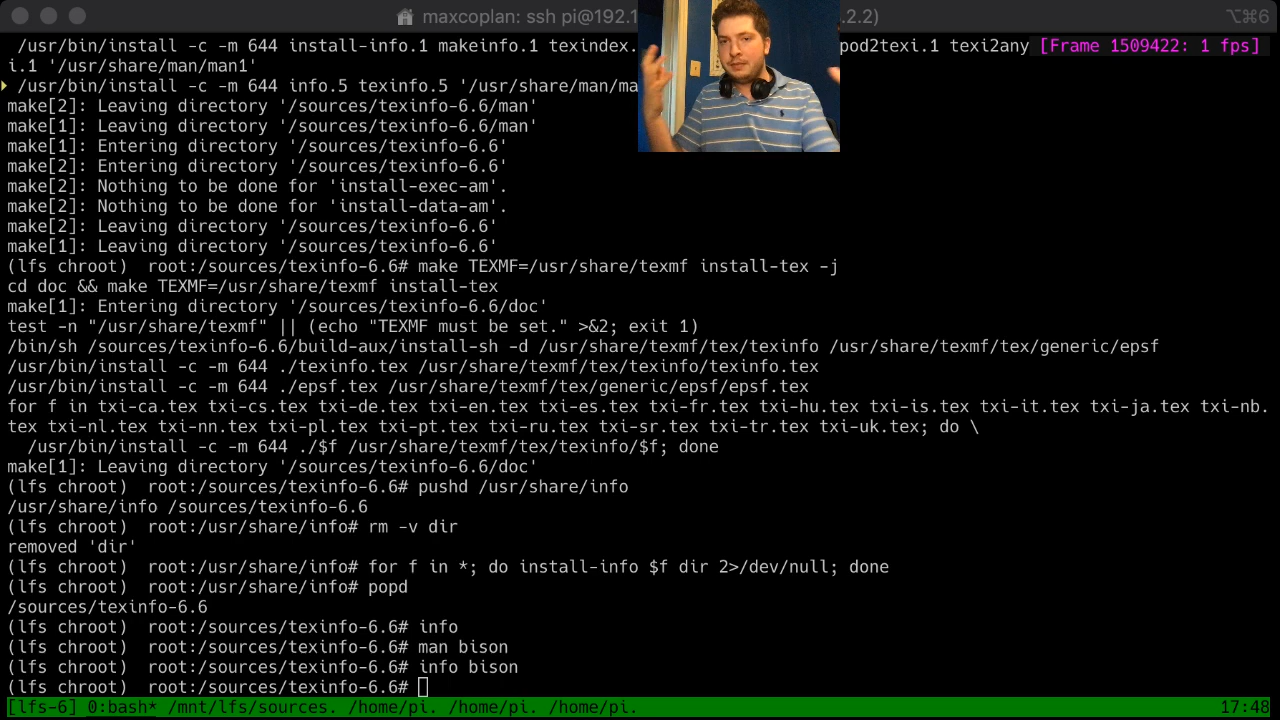 maxcoplan: ssh pi@192.1 .2.2) ⌥⌘6
/usr/bin/install -c -m 644 install-info.1 makeinfo.1 texindex. pod2texi.1 texi2any [Frame 1509422: 1 fps]
i.1 '/usr/share/man/man1'
/usr/bin/install -c -m 644 info.5 texinfo.5 '/usr/share/man/ma
make[2]: Leaving directory '/sources/texinfo-6.6/man'
make[1]: Leaving directory '/sources/texinfo-6.6/man'
make[1]: Entering directory '/sources/texinfo-6.6'
make[2]: Entering directory '/sources/texinfo-6.6'
make[2]: Nothing to be done for 'install-exec-am'.
make[2]: Nothing to be done for 'install-data-am'.
make[2]: Leaving directory '/sources/texinfo-6.6'
make[1]: Leaving directory '/sources/texinfo-6.6'
(lfs chroot)  root:/sources/texinfo-6.6# make TEXMF=/usr/share/texmf install-tex -j
cd doc && make TEXMF=/usr/share/texmf install-tex
make[1]: Entering directory '/sources/texinfo-6.6/doc'
test -n "/usr/share/texmf" || (echo "TEXMF must be set." >&2; exit 1)
/bin/sh /sources/texinfo-6.6/build-aux/install-sh -d /usr/share/texmf/tex/texinfo /usr/share/texmf/tex/generic/epsf
/usr/bin/install -c -m 644 ./texinfo.tex /usr/share/texmf/tex/texinfo/texinfo.tex
/usr/bin/install -c -m 644 ./epsf.tex /usr/share/texmf/tex/generic/epsf/epsf.tex
for f in txi-ca.tex txi-cs.tex txi-de.tex txi-en.tex txi-es.tex txi-fr.tex txi-hu.tex txi-is.tex txi-it.tex txi-ja.tex txi-nb.
tex txi-nl.tex txi-nn.tex txi-pl.tex txi-pt.tex txi-ru.tex txi-sr.tex txi-tr.tex txi-uk.tex; do \
/usr/bin/install -c -m 644 ./$f /usr/share/texmf/tex/texinfo/$f; done
make[1]: Leaving directory '/sources/texinfo-6.6/doc'
(lfs chroot)  root:/sources/texinfo-6.6# pushd /usr/share/info
/usr/share/info /sources/texinfo-6.6
(lfs chroot)  root:/usr/share/info# rm -v dir
removed 'dir'
(lfs chroot)  root:/usr/share/info# for f in *; do install-info $f dir 2>/dev/null; done
(lfs chroot)  root:/usr/share/info# popd
/sources/texinfo-6.6
(lfs chroot)  root:/sources/texinfo-6.6# info
(lfs chroot)  root:/sources/texinfo-6.6# man bison
(lfs chroot)  root:/sources/texinfo-6.6# info bison
(lfs chroot)  root:/sources/texinfo-6.6#
[lfs-6] 0:bash* /mnt/lfs/sources. /home/pi. /home/pi. /home/pi. 17:48